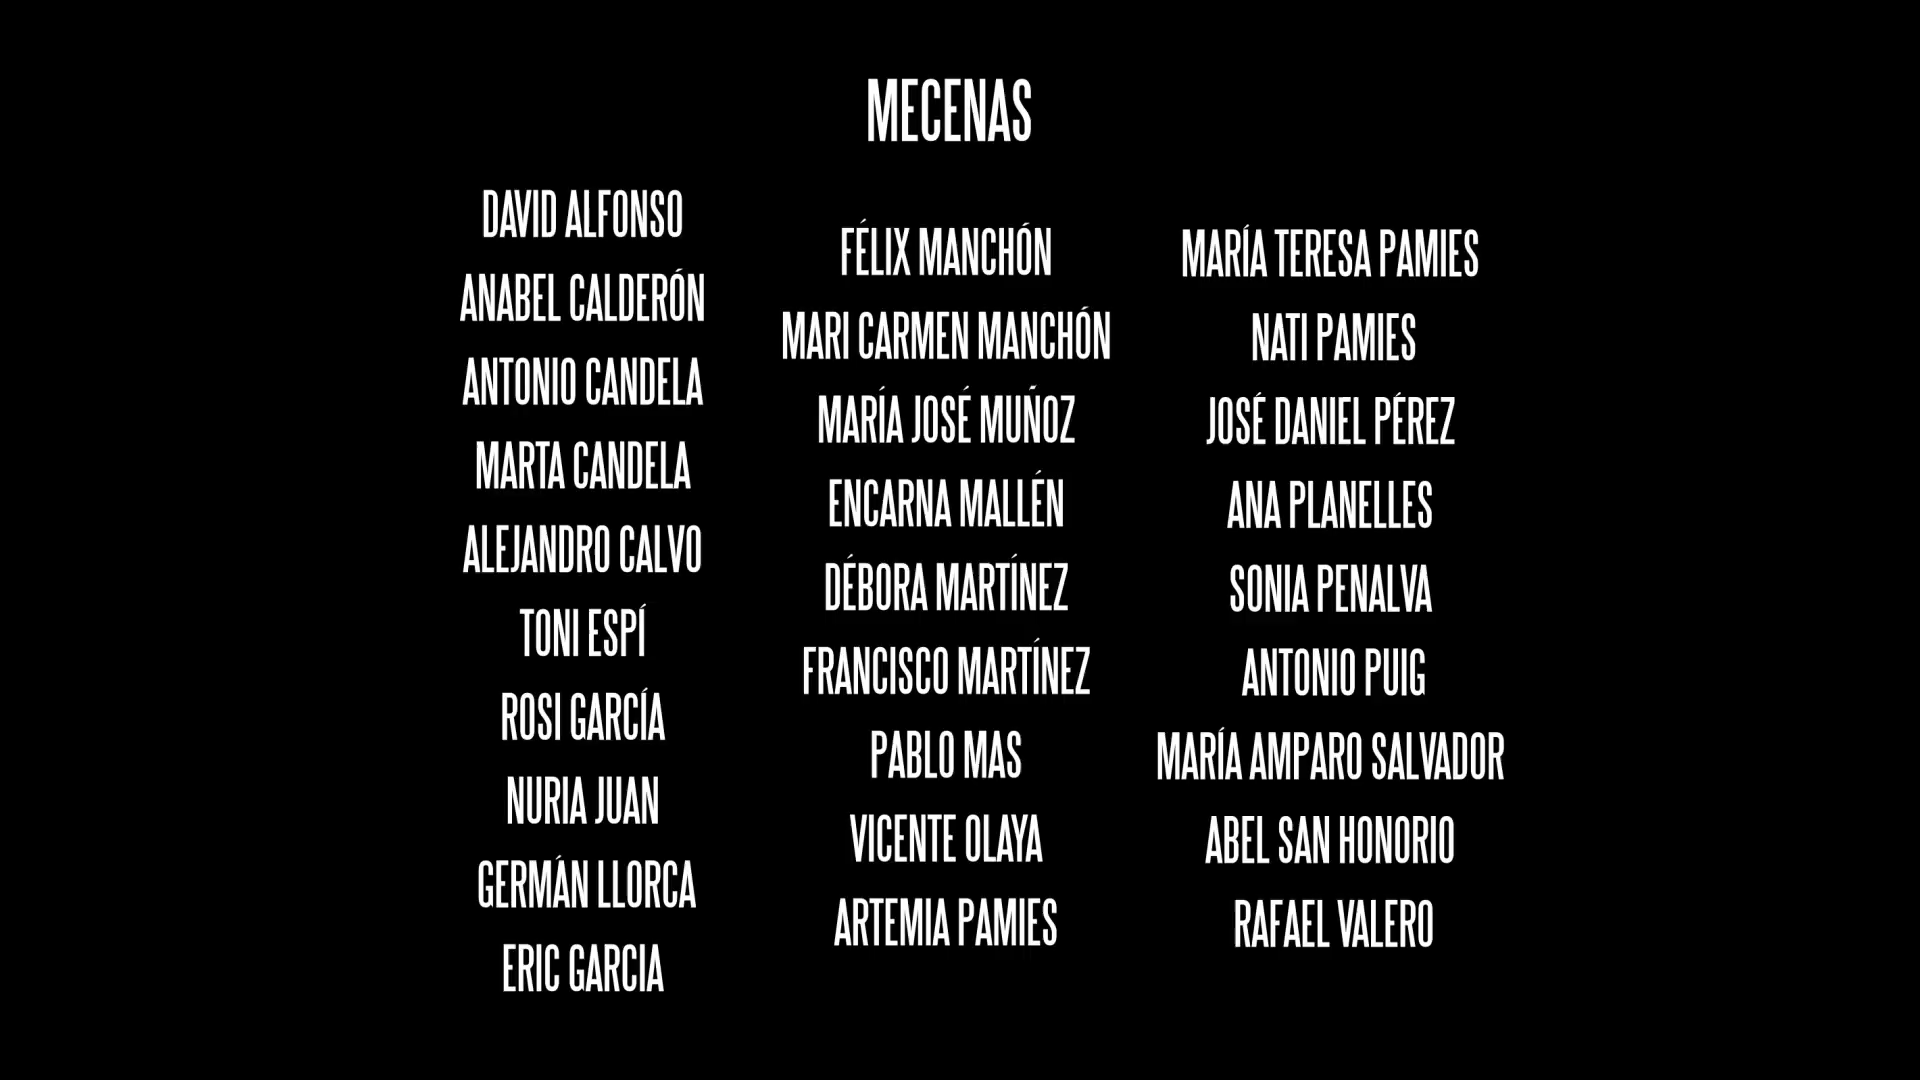 MECENAS
DAVID ALFONSO
ANABEL CALDERÓN
ANTONIO CANDELA
MARTA CANDELA
ALEJANDRO CALVO
TONI ESPÍ
ROSI GARCÍA
NURIA JUAN
GERMÁN LLORCA
ERIC GARCIA
FÉLIX MANCHÓN
MARI CARMEN MANCHÓN
MARÍA JOSÉ MUÑOZ
ENCARNA MALLÉN
DÉBORA MARTÍNEZ
FRANCISCO MARTÍNEZ
PABLO MAS
VICENTE OLAYA
ARTEMIA PAMIES
MARÍA TERESA PAMIES
NATI PAMIES
JOSÉ DANIEL PÉREZ
ANA PLANELLES
SONIA PENALVA
ANTONIO PUIG
MARÍA AMPARO SALVADOR
ABEL SAN HONORIO
RAFAEL VALERO